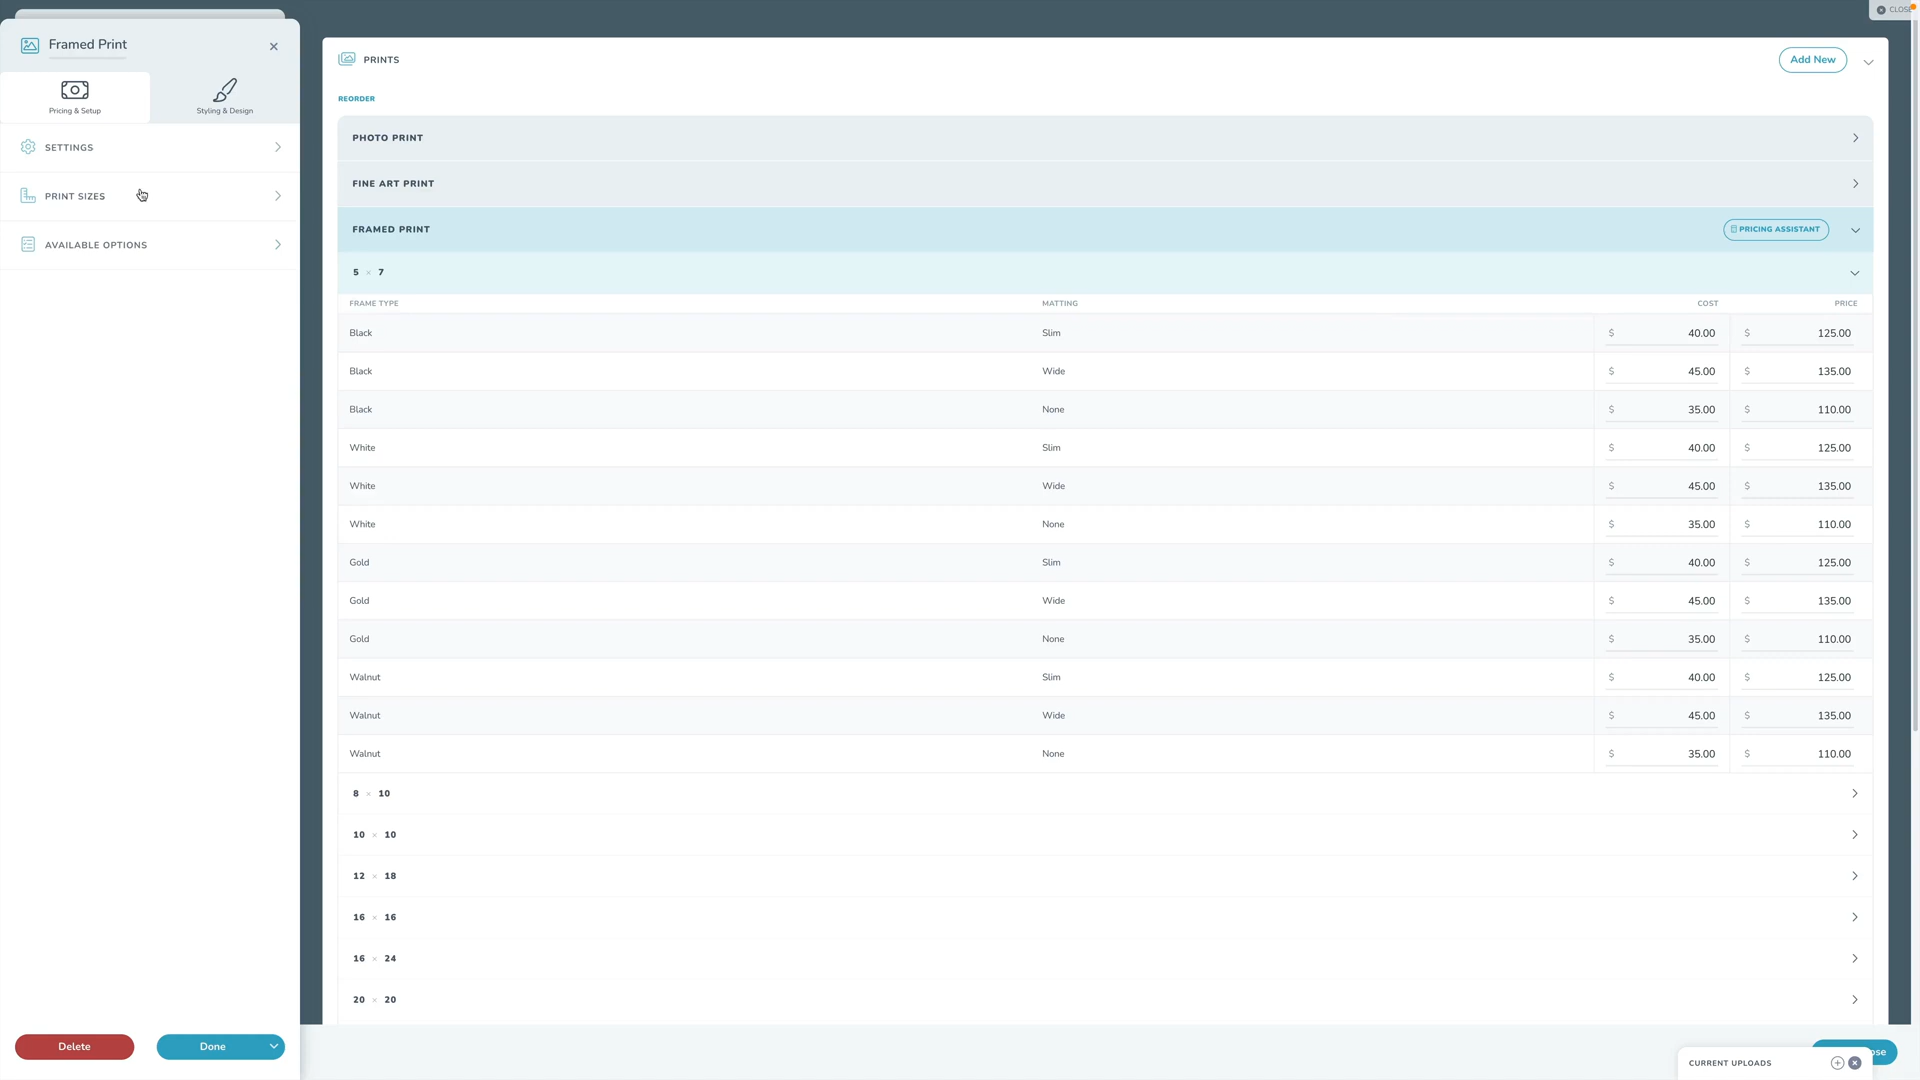 CLOSE
Framed Print
Pricing & Setup
Styling & Design
SETTINGS
PRINT SIZES
AVAILABLE OPTIONS
Delete
Done
PRINTS
Add New
REORDER
PHOTO PRINT
FINE ART PRINT
FRAMED PRINT
PRICING ASSISTANT
5 × 7
FRAME TYPE MATTING COST PRICE
Black Slim $ 40.00 $ 125.00
Black Wide $ 45.00 $ 135.00
Black None $ 35.00 $ 110.00
White Slim $ 40.00 $ 125.00
White Wide $ 45.00 $ 135.00
White None $ 35.00 $ 110.00
Gold Slim $ 40.00 $ 125.00
Gold Wide $ 45.00 $ 135.00
Gold None $ 35.00 $ 110.00
Walnut Slim $ 40.00 $ 125.00
Walnut Wide $ 45.00 $ 135.00
Walnut None $ 35.00 $ 110.00
8 × 10
10 × 10
12 × 18
16 × 16
16 × 24
20 × 20
CURRENT UPLOADS